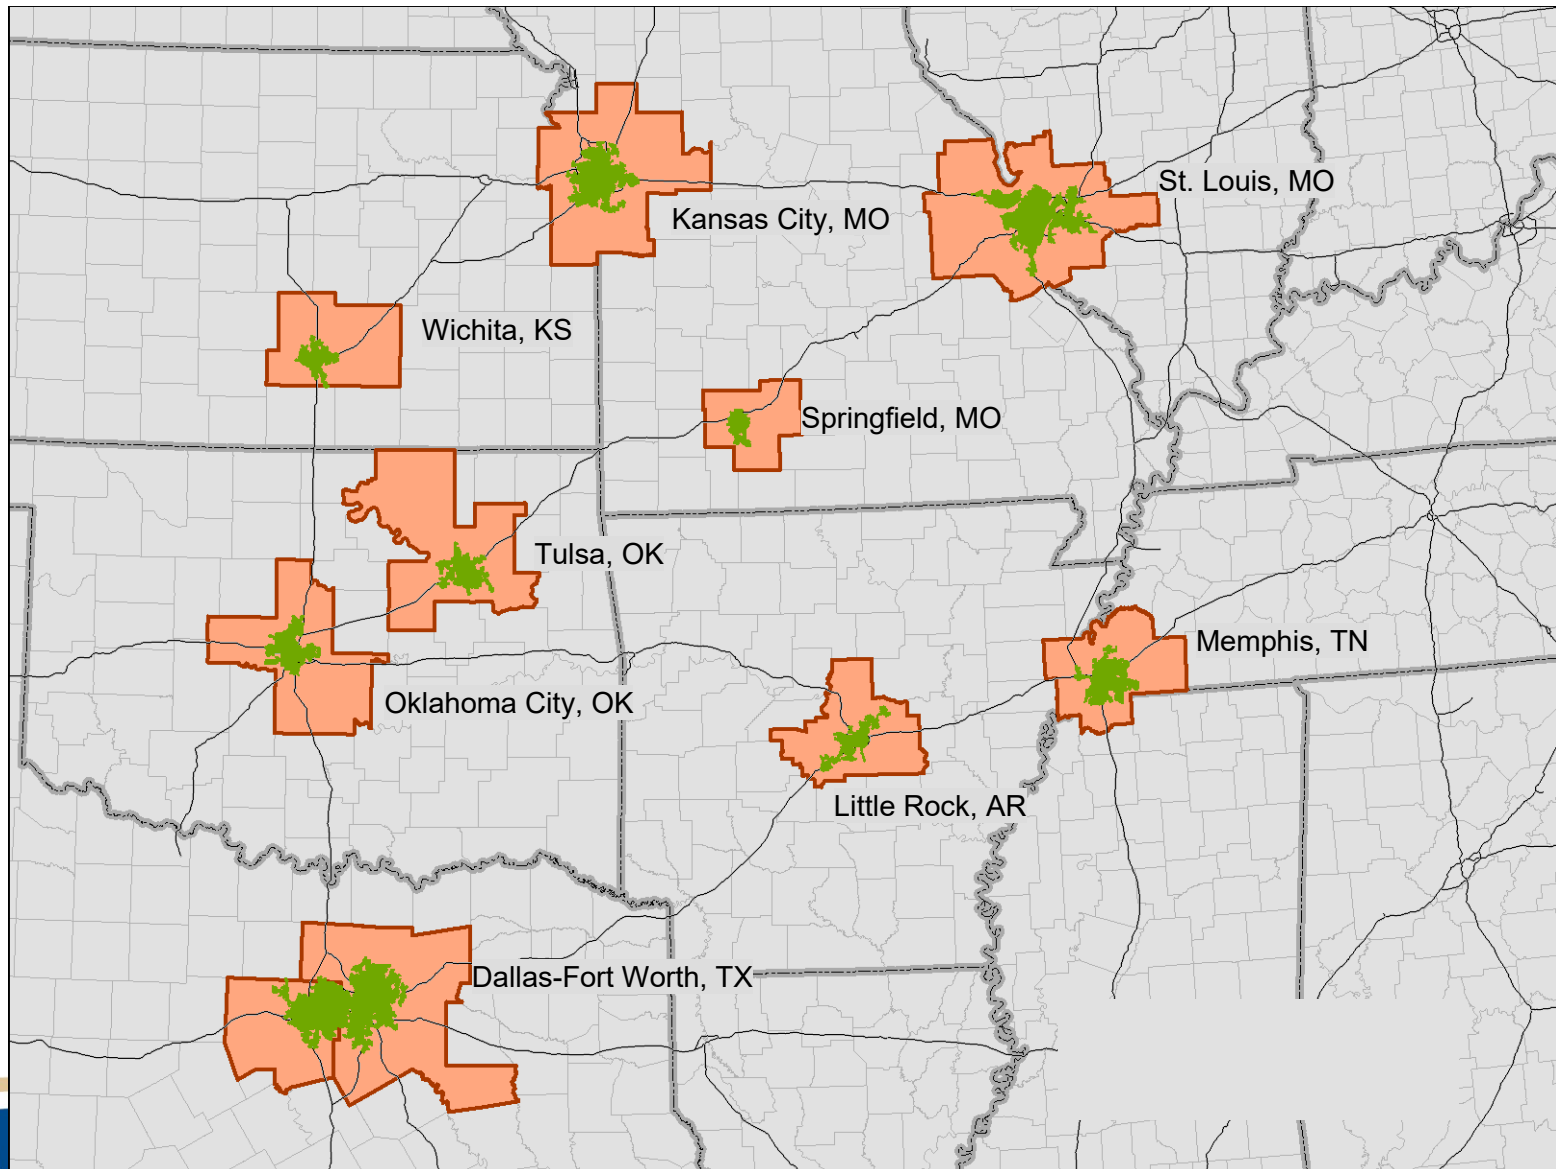 St. Louis, MO
Kansas City, MO
Wichita, KS
Springfield, MO
Tulsa, OK
Memphis, TN
Oklahoma City, OK
Little Rock, AR
Dallas-Fort Worth, TX